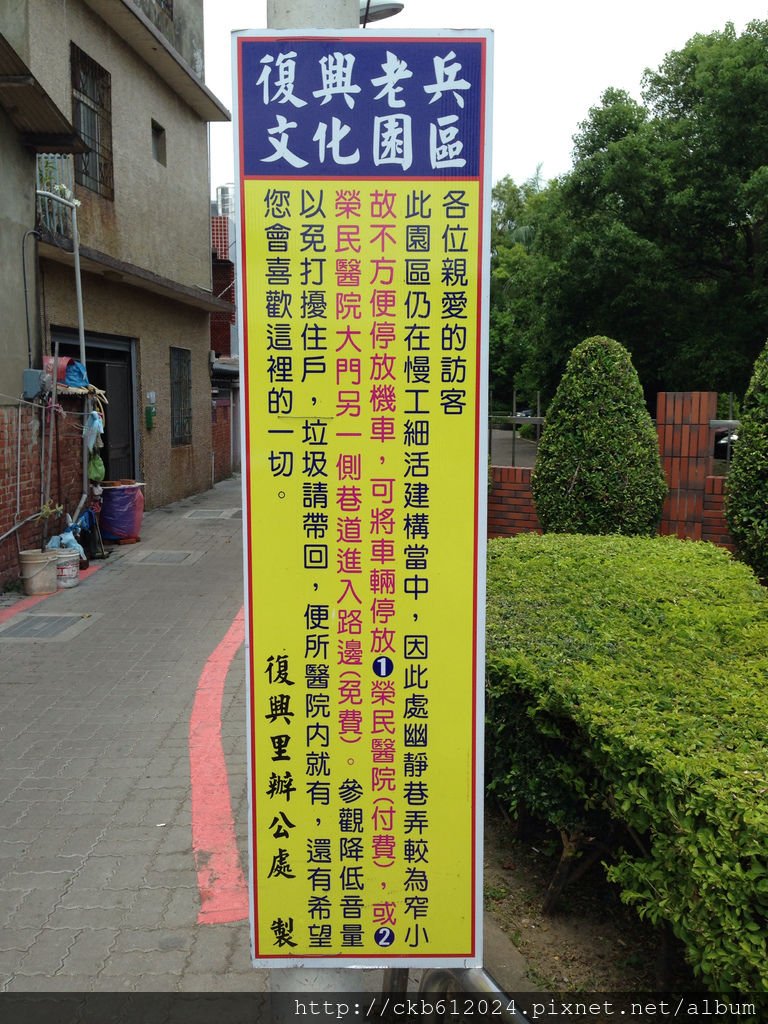 復興老兵
文化園區
各位親愛的訪客
此園區仍在慢工細活建構當中，因此處幽靜巷弄較為窄小
故不方便停放機車，可將車輛停放❶榮民醫院(付費)，或❷
榮民醫院大門另一側巷道進入路邊(免費)。參觀降低音量
以免打擾住戶，垃圾請帶回，便所醫院內就有，還有希望
您會喜歡這裡的一切。
復興里辦公處 製
http://ckb612024.pixnet.net/album